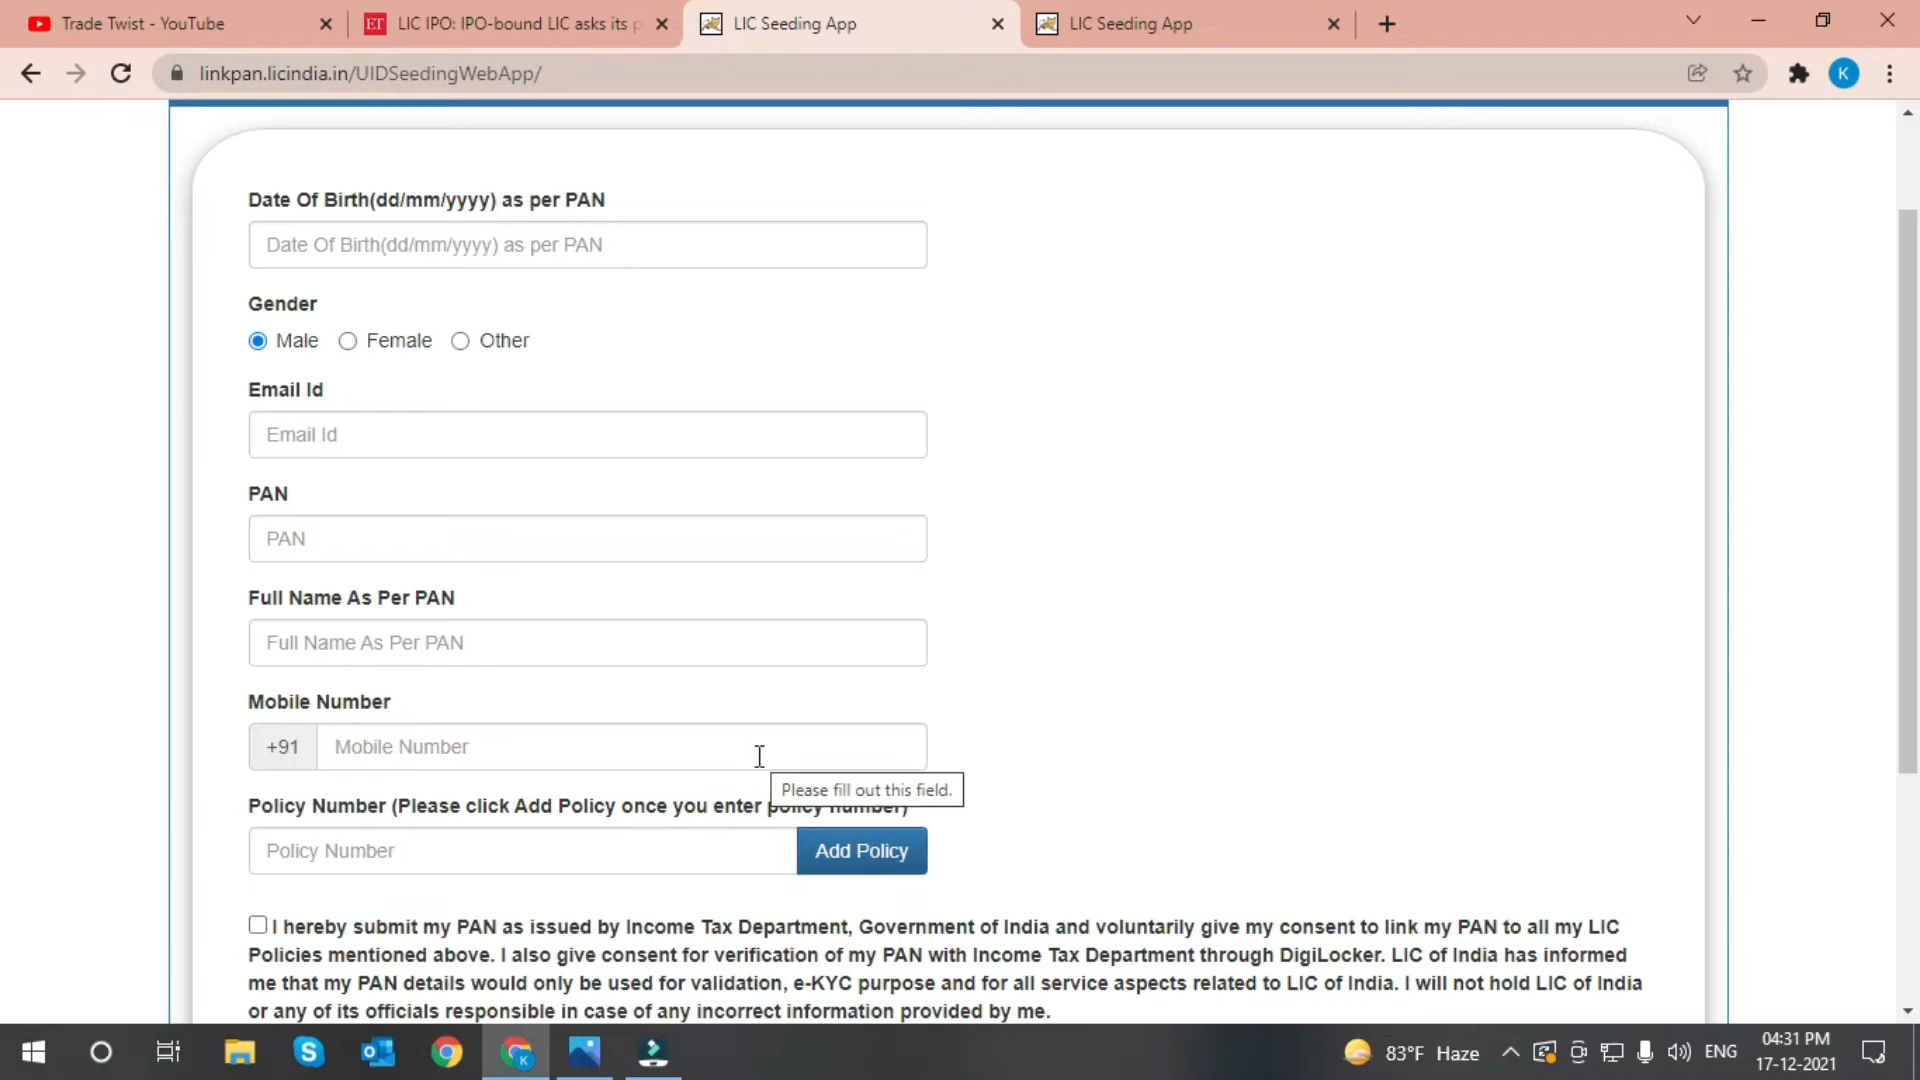 Trade Twist - YouTube
LIC IPO: IPO-bound LIC asks its p
LIC Seeding App
LIC Seeding App
linkpan.licindia.in/UIDSeedingWebApp/
K
Date Of Birth(dd/mm/yyyy) as per PAN
Date Of Birth(dd/mm/yyyy) as per PAN
Gender
Male Female Other
Email Id
Email Id
PAN
PAN
Full Name As Per PAN
Full Name As Per PAN
Mobile Number
+91 Mobile Number
Please fill out this field.
Policy Number (Please click Add Policy once you enter policy number)
Policy Number Add Policy
I hereby submit my PAN as issued by Income Tax Department, Government of India and voluntarily give my consent to link my PAN to all my LIC
Policies mentioned above. I also give consent for verification of my PAN with Income Tax Department through DigiLocker. LIC of India has informed
me that my PAN details would only be used for validation, e-KYC purpose and for all service aspects related to LIC of India. I will not hold LIC of India
or any of its officials responsible in case of any incorrect information provided by me.
83°F Haze
ENG
04:31 PM
17-12-2021